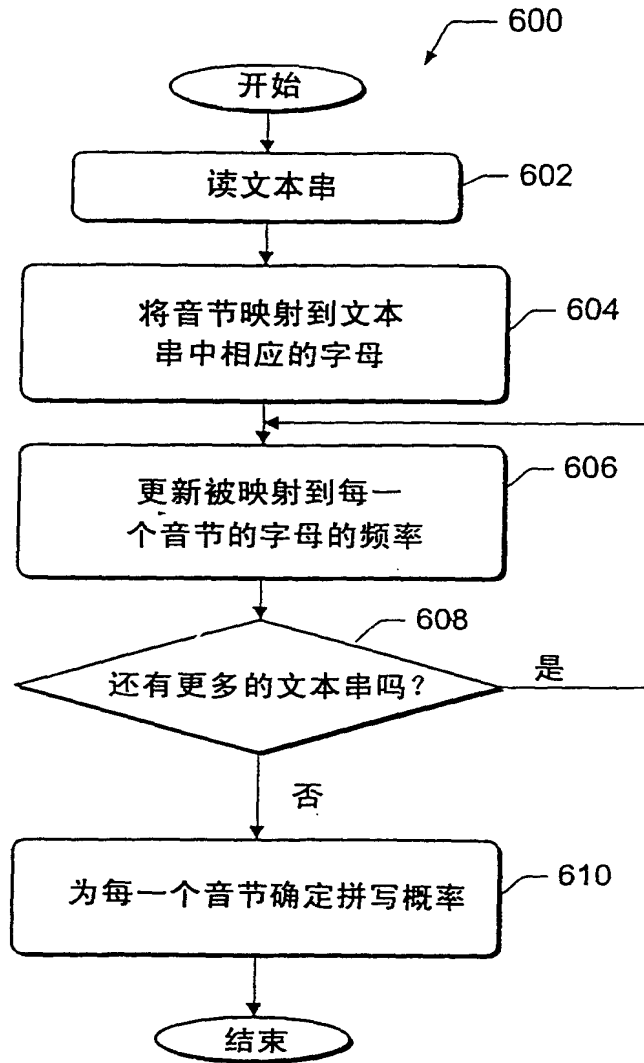 600
开始
读文本串
602
将音节映射到文本
串中相应的字母
604
更新被映射到每一
个音节的字母的频率
606
608
还有更多的文本串吗?
是
否
为每一个音节确定拼写概率
610
结束